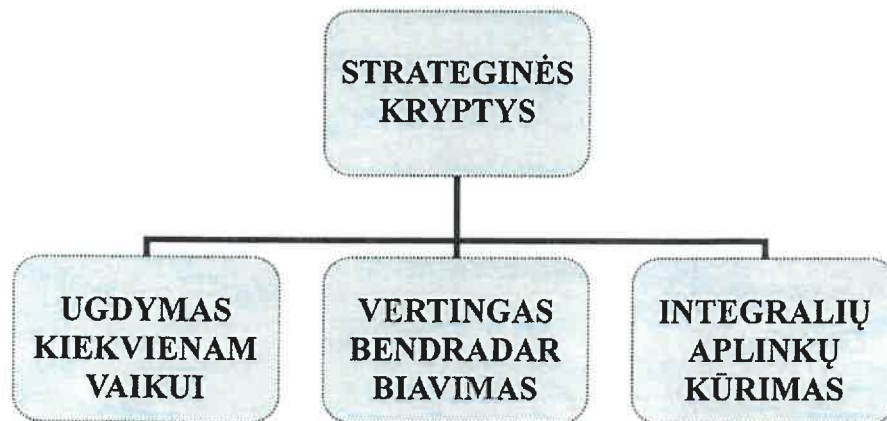 STRATEGINĖS
KRYPTYS
UGDYMAS
KIEKVIENAM
VAIKUI
VERTINGAS
BENDRADAR
BIAVIMAS
INTEGRALIŲ
APLINKŲ
KŪRIMAS